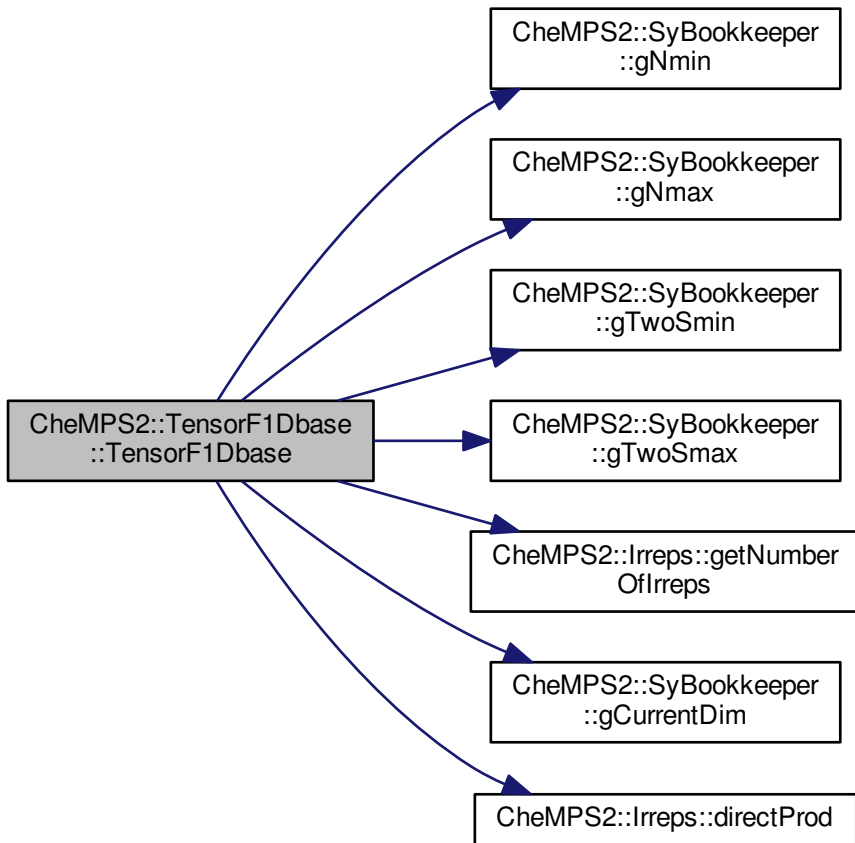 CheMPS2::SyBookkeeper
::gNmin
CheMPS2::SyBookkeeper
::gNmax
CheMPS2::SyBookkeeper
::gTwoSmin
CheMPS2::TensorF1Dbase
::TensorF1Dbase
CheMPS2::SyBookkeeper
::gTwoSmax
CheMPS2::Irreps::getNumber
OfIrreps
CheMPS2::SyBookkeeper
::gCurrentDim
CheMPS2::Irreps::directProd